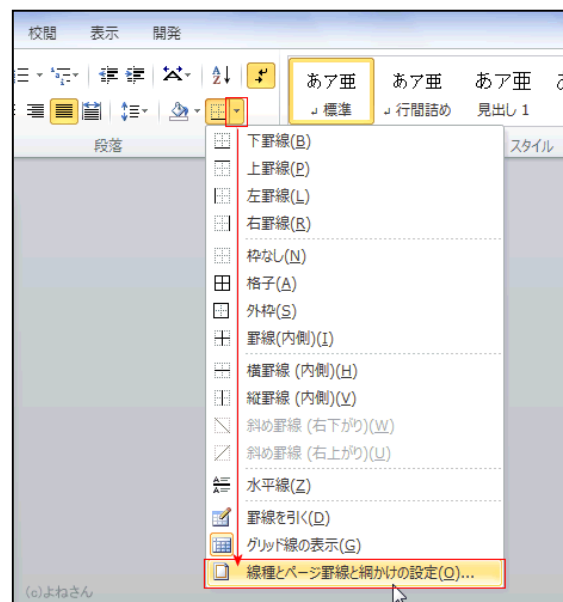 校閲 表示 開発
あア亜 あア亜 あア亜
標準 行間詰め 見出し 1
段落 スタイル
下罫線(B)
上罫線(P)
左罫線(L)
右罫線(R)
枠なし(N)
格子(A)
外枠(S)
罫線(内側)(I)
横罫線 (内側)(H)
縦罫線 (内側)(V)
斜め罫線 (右下がり)(W)
斜め罫線 (右上がり)(U)
水平線(Z)
罫線を引く(D)
グリッド線の表示(G)
線種とページ罫線と網かけの設定(O)...
(c)よねさん